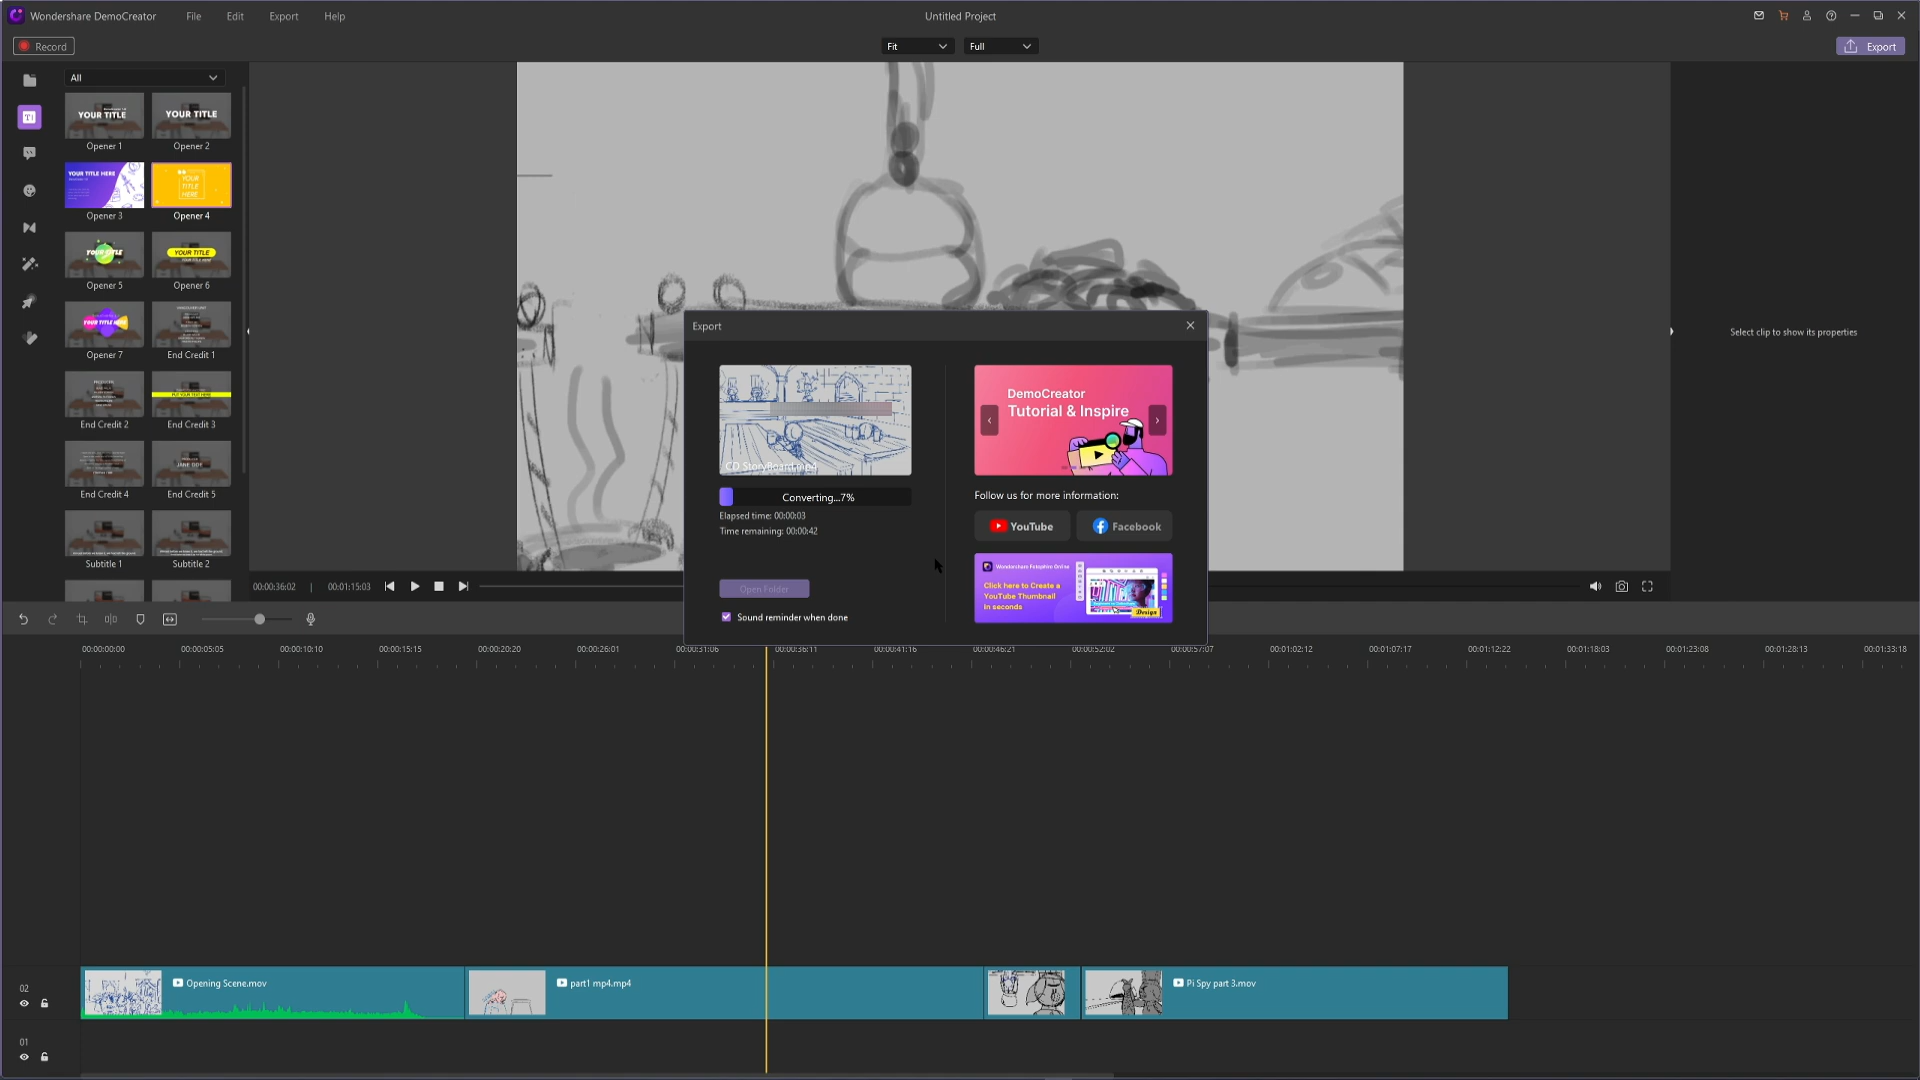 Wondershare DemoCreator
File
Edit
Export
Help
Untitled Project
Record
Fit
Full
Export
All
YOUR TITLE
Opener 1
YOUR TITLE
Opener 2
YOUR TITLE HERE
Opener 3
YOUR
TITLE
HERE
Opener 4
YOUR TITLE
Opener 5
YOUR TITLE
YOUR TITLE HERE
Opener 6
YOUR TITLE HERE
Opener 7
End Credit 1
End Credit 2
PUT YOUR TEXT HERE
End Credit 3
End Credit 4
JANE DOE
End Credit 5
Subtitle 1
Subtitle 2
Select clip to show its properties
Export
CD StoryBoard.mp4
Converting...7%
Elapsed time: 00:00:03
Time remaining: 00:00:42
Open Folder
Sound reminder when done
DemoCreator
Tutorial & Inspire
Follow us for more information:
YouTube
Facebook
Wondershare Fotophire Online
Click here to Create a
YouTube Thumbnail
in seconds
Design
00:00:36:02 | 00:01:15:03
00:00:00:00
00:00:05:05
00:00:10:10
00:00:15:15
00:00:20:20
00:00:26:01
00:00:31:06
00:00:36:11
00:00:41:16
00:00:46:21
00:00:52:02
00:00:57:07
00:01:02:12
00:01:07:17
00:01:12:22
00:01:18:03
00:01:23:08
00:01:28:13
00:01:33:18
02
Opening Scene.mov
part1 mp4.mp4
Pi Spy part 3.mov
01